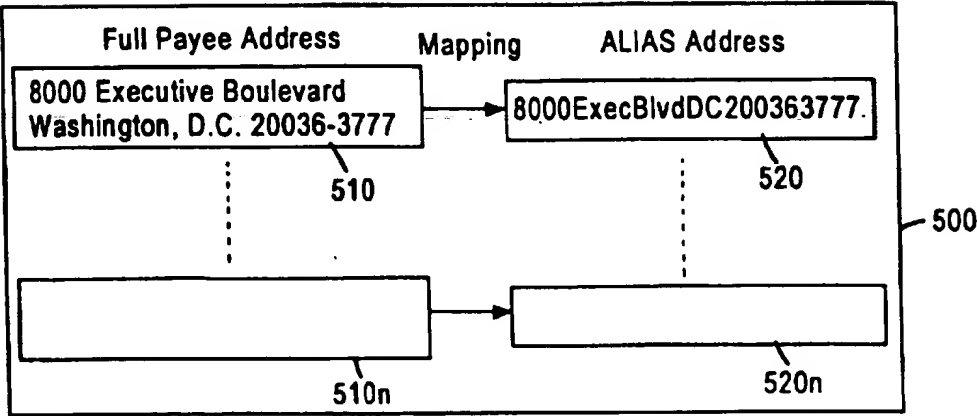 Full Payee Address
Mapping
ALIAS Address
8000 Executive Boulevard
Washington, D.C. 20036-3777
8000ExecBlvdDC200363777.
510
520
500
510n
520n